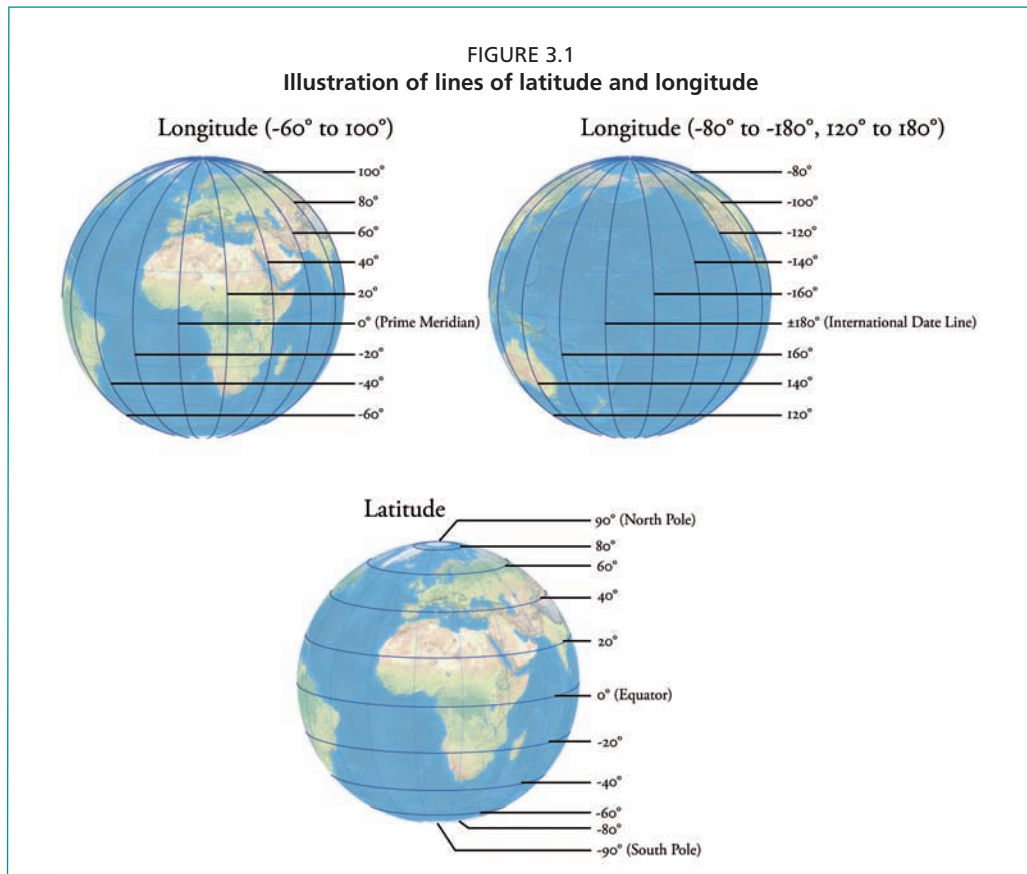 FIGURE 3.1
Illustration of lines of latitude and longitude
Longitude (-60° to 100°)
100°
80°
60°
40°
20°
0° (Prime Meridian)
-20°
-40°
-60°
Longitude (-80° to -180°, 120° to 180°)
-80°
-100°
-120°
-140°
-160°
±180° (International Date Line)
160°
140°
120°
Latitude
90° (North Pole)
80°
60°
40°
20°
0° (Equator)
-20°
-40°
-60°
-80°
-90° (South Pole)